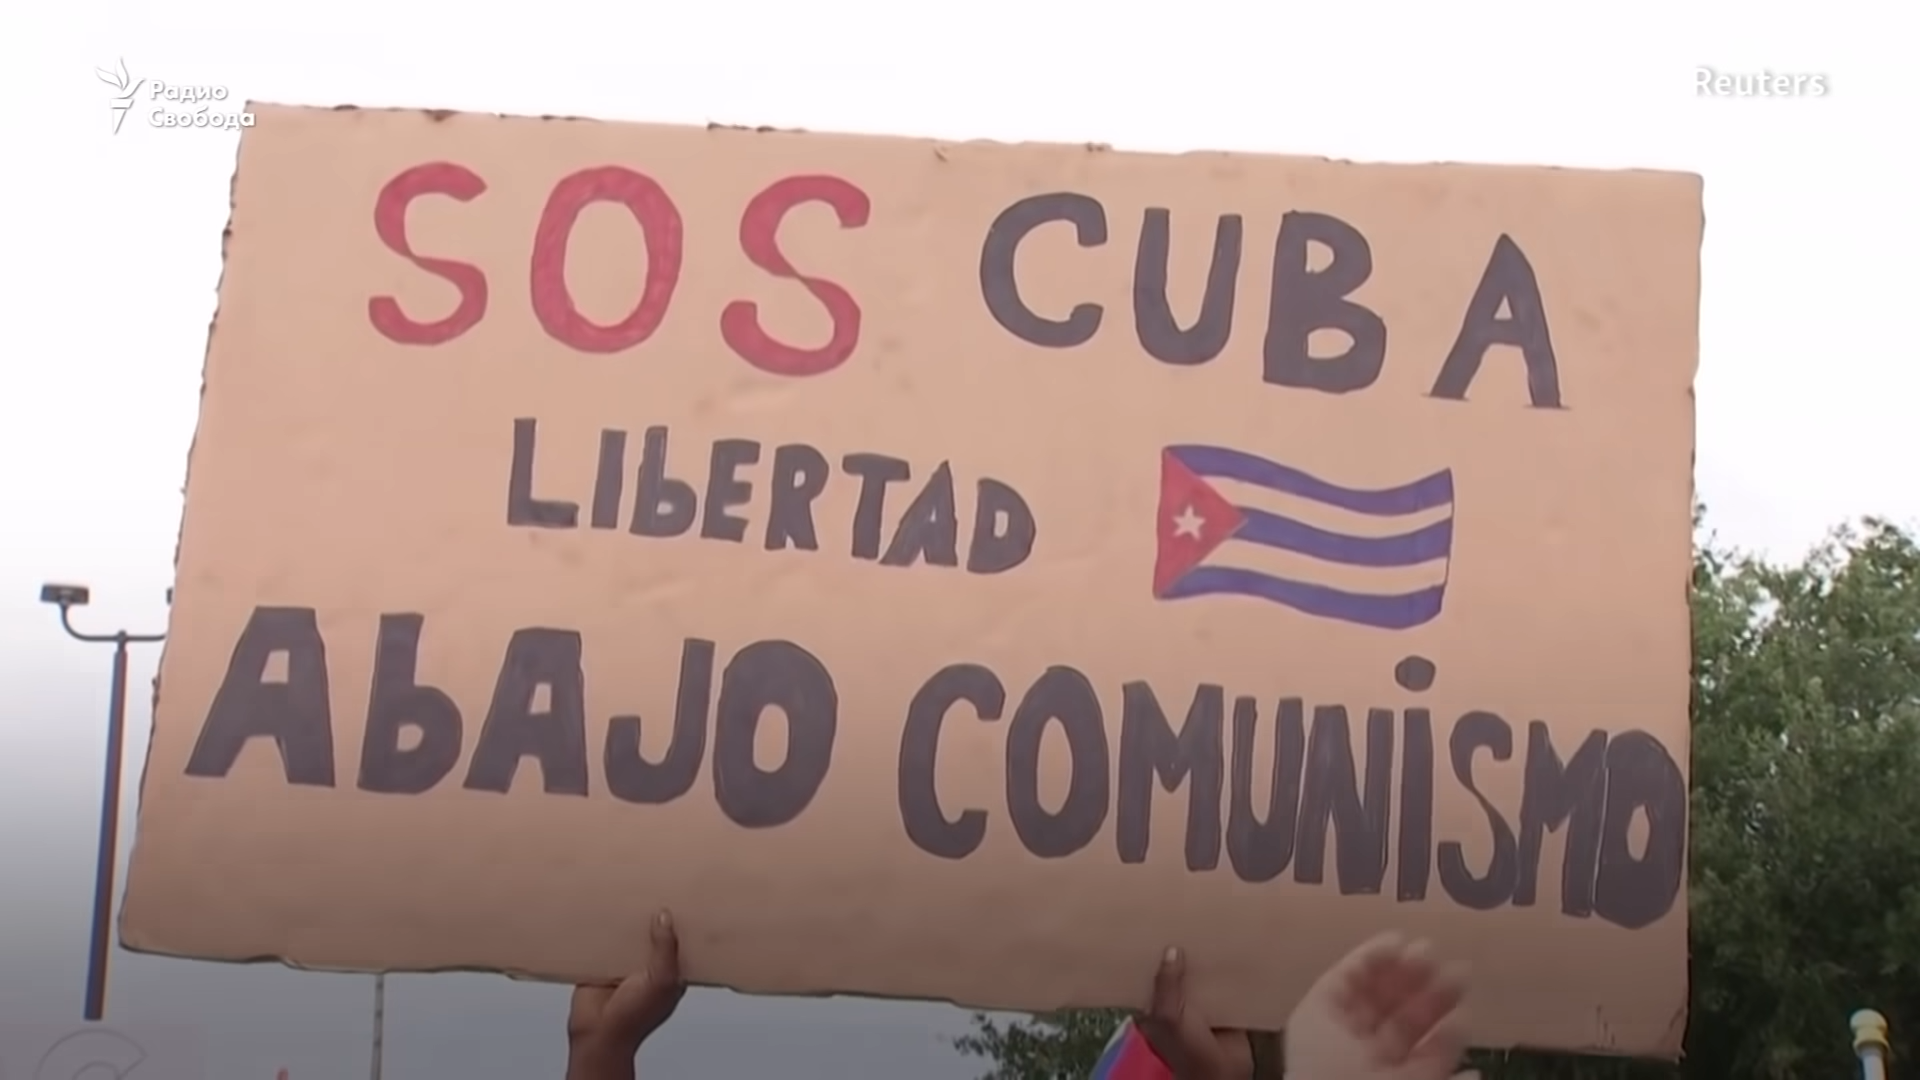 Радио
Свобода
Reuters
SOS CUBA
LIbERTAD
AbAJO COMUNiSMO